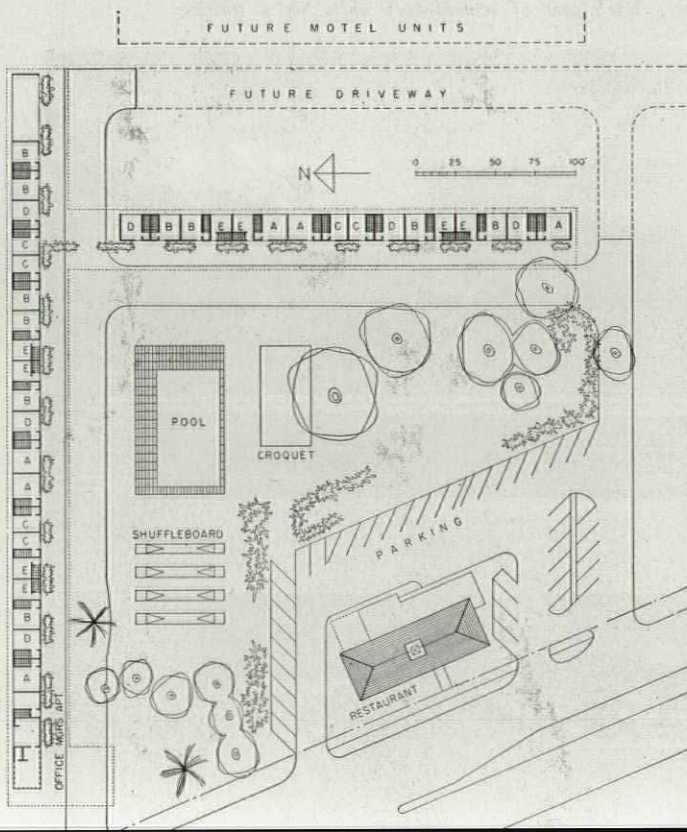 FUTURE MOTEL UNITS
FUTURE DRIVEWAY
N
0 25 50 75 100'
D B B E E A A C C D B E E B D A
B
B
D
C
C
B
B
E
E
B
D
A
A
C
C
E
E
B
D
A
OFFICE MGRS APT
POOL
CROQUET
SHUFFLEBOARD
PARKING
RESTAURANT